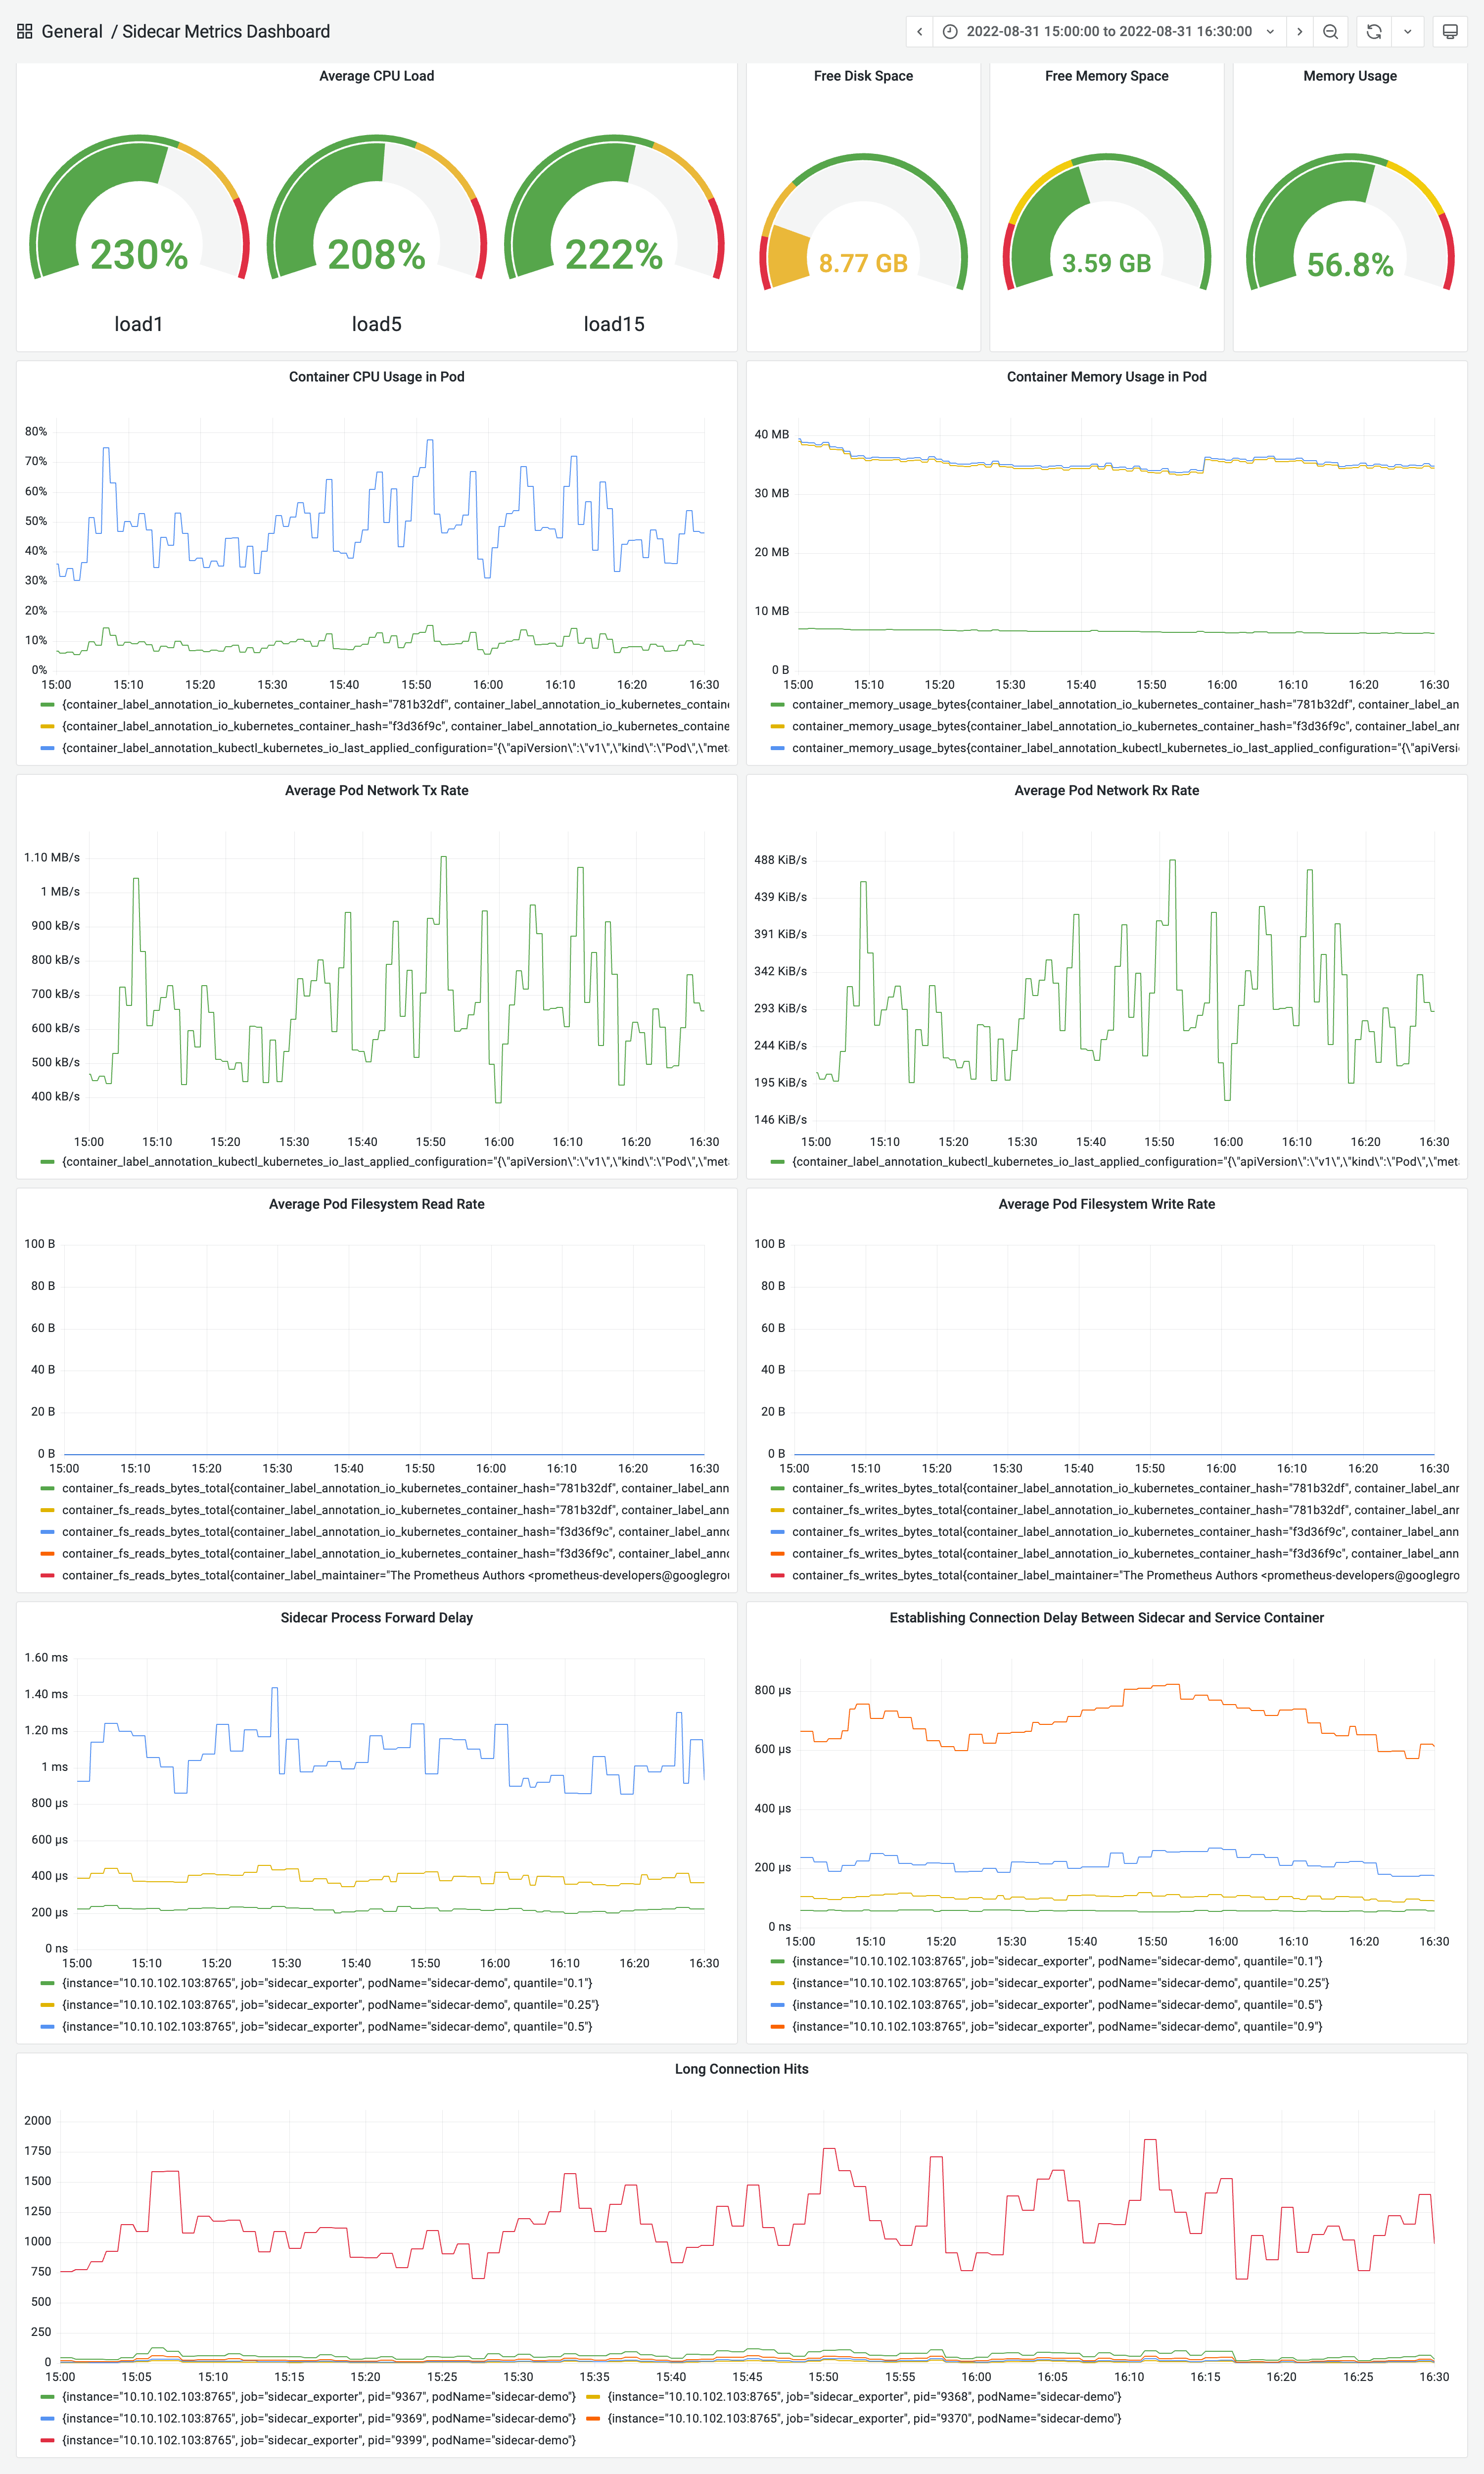 General / Sidecar Metrics Dashboard
2022-08-31 15:00:00 to 2022-08-31 16:30:00
Average CPU Load
230% 208% 222%
load1 load5 load15
Free Disk Space
8.77 GB
Free Memory Space
3.59 GB
Memory Usage
56.8%
Container CPU Usage in Pod
80%
70%
60%
50%
40%
30%
20%
10%
0%
15:00 15:10 15:20 15:30 15:40 15:50 16:00 16:10 16:20 16:30
{container_label_annotation_io_kubernetes_container_hash="781b32df", container_label_annotation_io_kubernetes_containe
{container_label_annotation_io_kubernetes_container_hash="f3d36f9c", container_label_annotation_io_kubernetes_containe
{container_label_annotation_kubectl_kubernetes_io_last_applied_configuration="{\"apiVersion\":\"v1\",\"kind\":\"Pod\",\"met
Container Memory Usage in Pod
40 MB
30 MB
20 MB
10 MB
0 B
15:00 15:10 15:20 15:30 15:40 15:50 16:00 16:10 16:20 16:30
container_memory_usage_bytes{container_label_annotation_io_kubernetes_container_hash="781b32df", container_label_an
container_memory_usage_bytes{container_label_annotation_io_kubernetes_container_hash="f3d36f9c", container_label_anr
container_memory_usage_bytes{container_label_annotation_kubectl_kubernetes_io_last_applied_configuration="{\"apiVersi
Average Pod Network Tx Rate
1.10 MB/s
1 MB/s
900 kB/s
800 kB/s
700 kB/s
600 kB/s
500 kB/s
400 kB/s
15:00 15:10 15:20 15:30 15:40 15:50 16:00 16:10 16:20 16:30
{container_label_annotation_kubectl_kubernetes_io_last_applied_configuration="{\"apiVersion\":\"v1\",\"kind\":\"Pod\",\"met
Average Pod Network Rx Rate
488 KiB/s
439 KiB/s
391 KiB/s
342 KiB/s
293 KiB/s
244 KiB/s
195 KiB/s
146 KiB/s
15:00 15:10 15:20 15:30 15:40 15:50 16:00 16:10 16:20 16:30
{container_label_annotation_kubectl_kubernetes_io_last_applied_configuration="{\"apiVersion\":\"v1\",\"kind\":\"Pod\",\"met
Average Pod Filesystem Read Rate
100 B
80 B
60 B
40 B
20 B
0 B
15:00 15:10 15:20 15:30 15:40 15:50 16:00 16:10 16:20 16:30
container_fs_reads_bytes_total{container_label_annotation_io_kubernetes_container_hash="781b32df", container_label_ann
container_fs_reads_bytes_total{container_label_annotation_io_kubernetes_container_hash="781b32df", container_label_ann
container_fs_reads_bytes_total{container_label_annotation_io_kubernetes_container_hash="f3d36f9c", container_label_anno
container_fs_reads_bytes_total{container_label_annotation_io_kubernetes_container_hash="f3d36f9c", container_label_anno
container_fs_reads_bytes_total{container_label_maintainer="The Prometheus Authors <prometheus-developers@googlegrou
Average Pod Filesystem Write Rate
100 B
80 B
60 B
40 B
20 B
0 B
15:00 15:10 15:20 15:30 15:40 15:50 16:00 16:10 16:20 16:30
container_fs_writes_bytes_total{container_label_annotation_io_kubernetes_container_hash="781b32df", container_label_anr
container_fs_writes_bytes_total{container_label_annotation_io_kubernetes_container_hash="781b32df", container_label_anr
container_fs_writes_bytes_total{container_label_annotation_io_kubernetes_container_hash="f3d36f9c", container_label_ann
container_fs_writes_bytes_total{container_label_annotation_io_kubernetes_container_hash="f3d36f9c", container_label_ann
container_fs_writes_bytes_total{container_label_maintainer="The Prometheus Authors <prometheus-developers@googlegro
Sidecar Process Forward Delay
1.60 ms
1.40 ms
1.20 ms
1 ms
800 µs
600 µs
400 µs
200 µs
0 ns
15:00 15:10 15:20 15:30 15:40 15:50 16:00 16:10 16:20 16:30
{instance="10.10.102.103:8765", job="sidecar_exporter", podName="sidecar-demo", quantile="0.1"}
{instance="10.10.102.103:8765", job="sidecar_exporter", podName="sidecar-demo", quantile="0.25"}
{instance="10.10.102.103:8765", job="sidecar_exporter", podName="sidecar-demo", quantile="0.5"}
Establishing Connection Delay Between Sidecar and Service Container
800 µs
600 µs
400 µs
200 µs
0 ns
15:00 15:10 15:20 15:30 15:40 15:50 16:00 16:10 16:20 16:30
{instance="10.10.102.103:8765", job="sidecar_exporter", podName="sidecar-demo", quantile="0.1"}
{instance="10.10.102.103:8765", job="sidecar_exporter", podName="sidecar-demo", quantile="0.25"}
{instance="10.10.102.103:8765", job="sidecar_exporter", podName="sidecar-demo", quantile="0.5"}
{instance="10.10.102.103:8765", job="sidecar_exporter", podName="sidecar-demo", quantile="0.9"}
Long Connection Hits
2000
1750
1500
1250
1000
750
500
250
0
15:00 15:05 15:10 15:15 15:20 15:25 15:30 15:35 15:40 15:45 15:50 15:55 16:00 16:05 16:10 16:15 16:20 16:25 16:30
{instance="10.10.102.103:8765", job="sidecar_exporter", pid="9367", podName="sidecar-demo"} {instance="10.10.102.103:8765", job="sidecar_exporter", pid="9368", podName="sidecar-demo"}
{instance="10.10.102.103:8765", job="sidecar_exporter", pid="9369", podName="sidecar-demo"} {instance="10.10.102.103:8765", job="sidecar_exporter", pid="9370", podName="sidecar-demo"}
{instance="10.10.102.103:8765", job="sidecar_exporter", pid="9399", podName="sidecar-demo"}